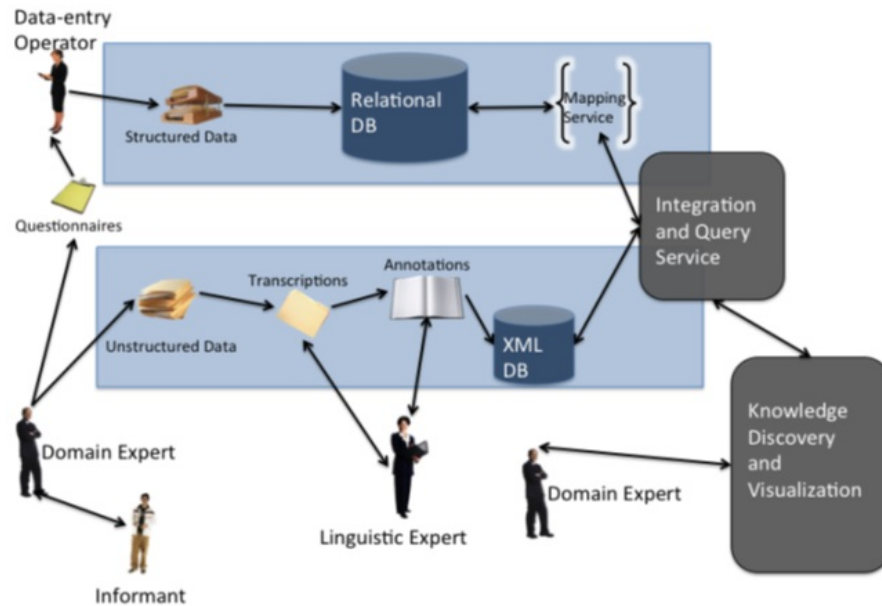 Data-entry
Operator
Structured Data
Relational
DB
Mapping
Service
Questionnaires
Integration
and Query
Service
Unstructured Data
Transcriptions
Annotations
XML
DB
Domain Expert
Informant
Linguistic Expert
Domain Expert
Knowledge
Discovery
and
Visualization